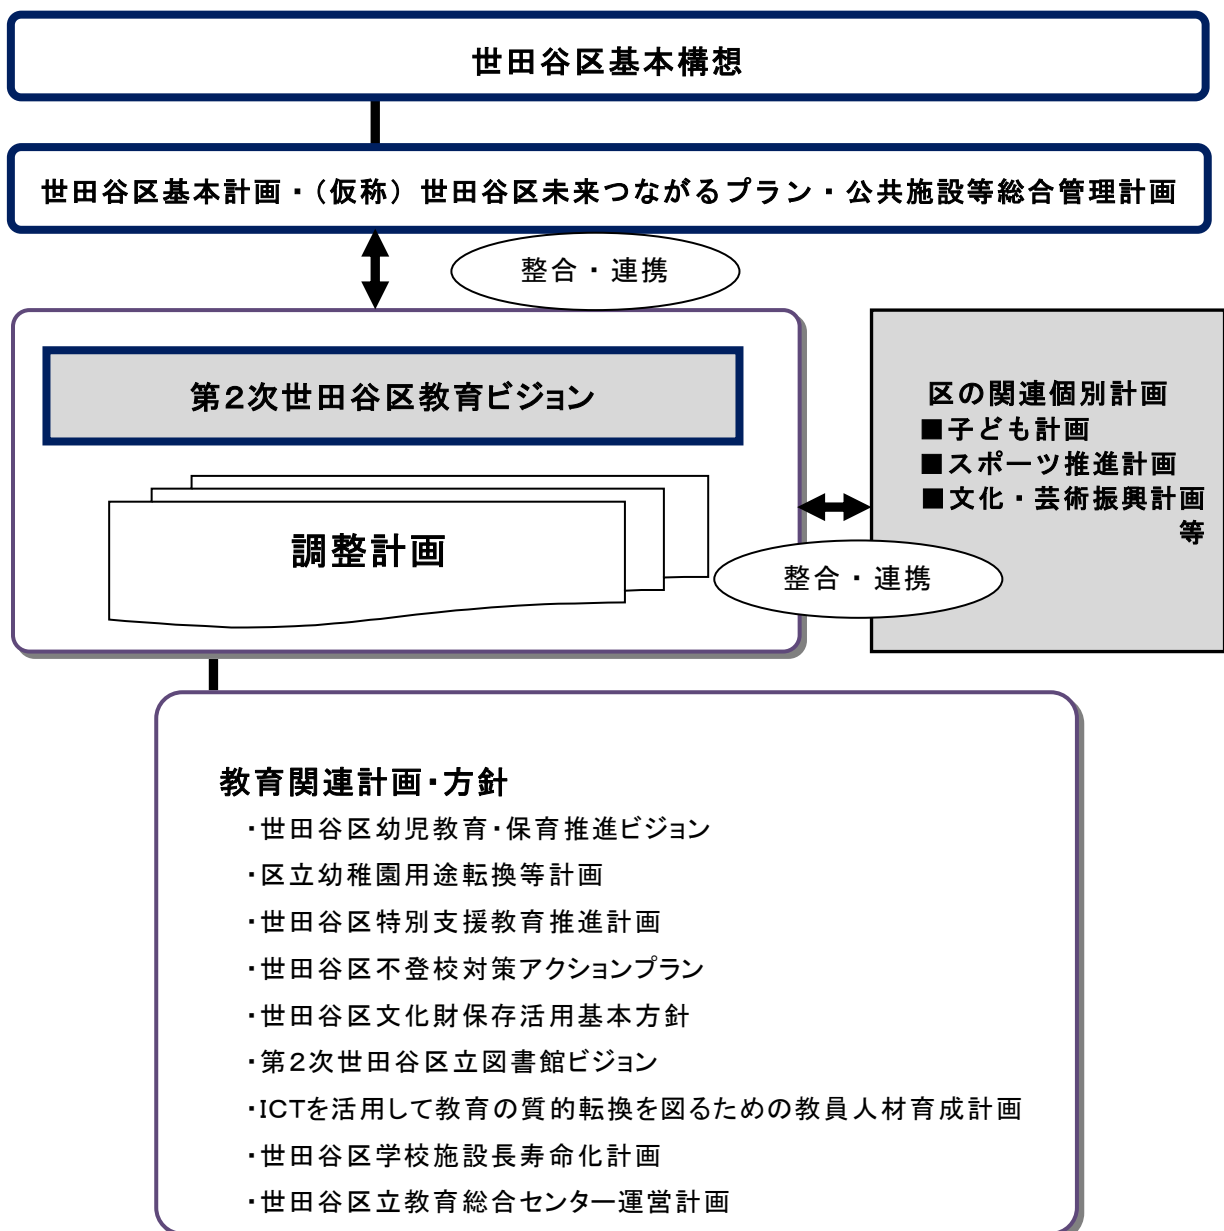 世田谷区基本構想
世田谷区基本計画・（仮称）世田谷区未来つながるプラン・公共施設等総合管理計画
整合・連携
第２次世田谷区教育ビジョン
調整計画
区の関連個別計画
■子ども計画
■スポーツ推進計画
■文化・芸術振興計画
等
整合・連携
教育関連計画・方針
・世田谷区幼児教育・保育推進ビジョン
・区立幼稚園用途転換等計画
・世田谷区特別支援教育推進計画
・世田谷区不登校対策アクションプラン
・世田谷区文化財保存活用基本方針
・第２次世田谷区立図書館ビジョン
・ICTを活用して教育の質的転換を図るための教員人材育成計画
・世田谷区学校施設長寿命化計画
・世田谷区立教育総合センター運営計画